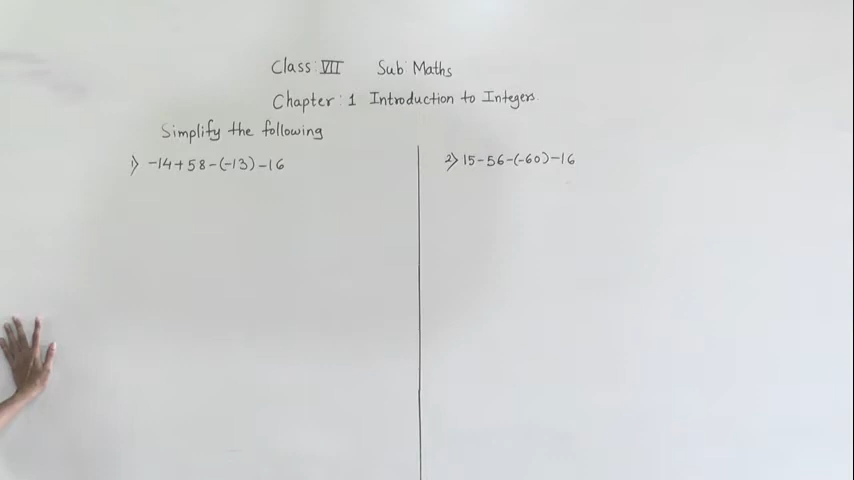 Class: VII Sub Maths
Chapter: 1 Introduction to Integers.
Simplify the following
1) -14+58-(-13)-16
2) 15-56-(-60)-16